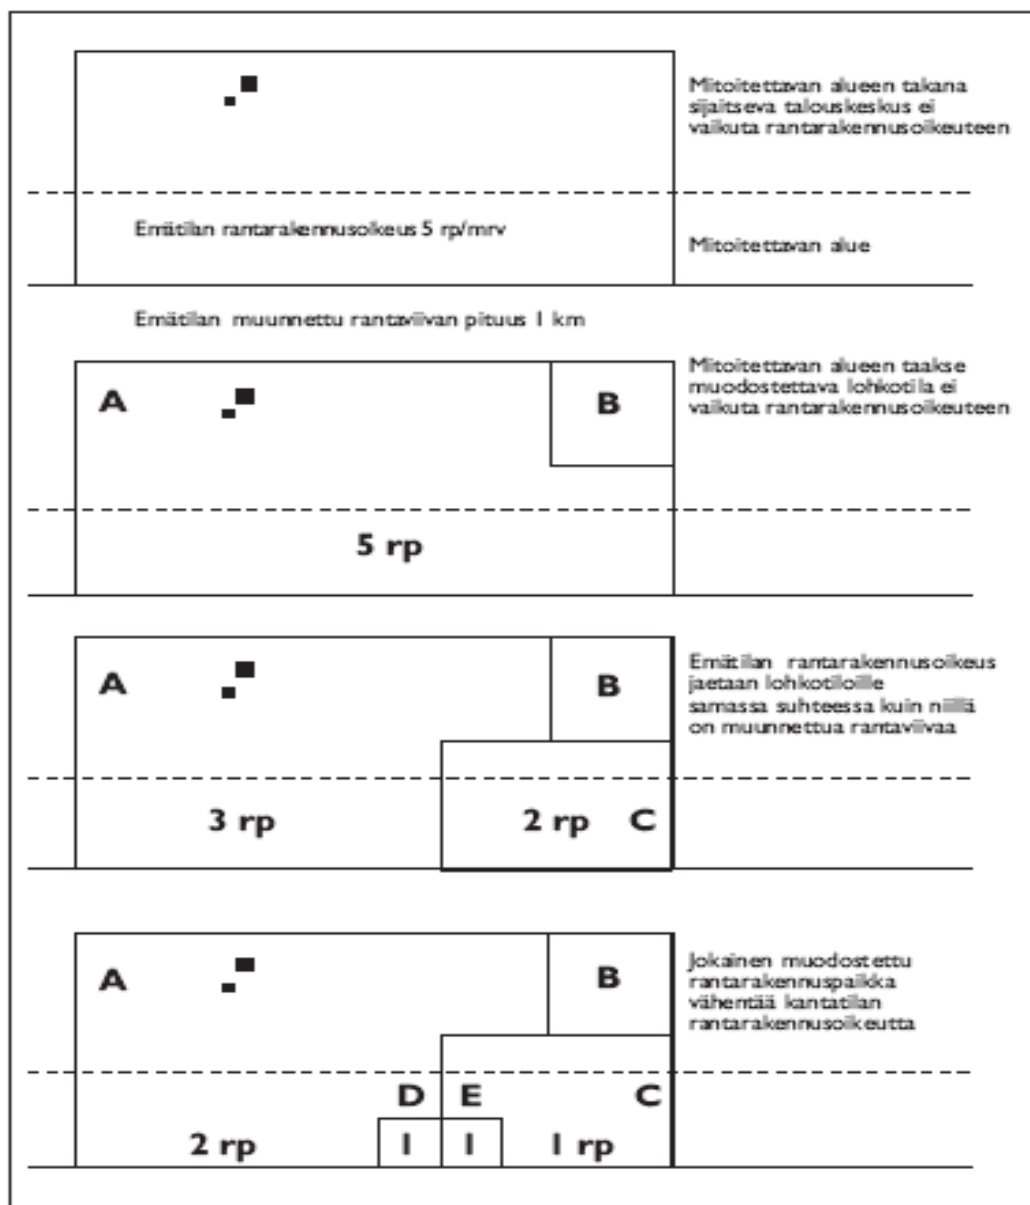 Mitoitettavan alueen takana
sijaitseva talouskeskus ei
vaikuta rantarakennusoikeuteen
Emätilan rantarakennusoikeus 5 rp/mrv
Mitoitettavan alue
Emätilan muunnettu rantaviivan pituus 1 km
Mitoitettavan alueen taakse
muodostettava lohkotila ei
vaikuta rantarakennusoikeuteen
A
B
5 rp
Emätilan rantarakennusoikeus
jaetaan lohkotiloille
samassa suhteessa kuin niillä
on muunnettua rantaviivaa
A
B
3 rp
2 rp C
Jokainen muodostettu
rantarakennuspaikka
vähentää kantatilan
rantarakennusoikeutta
A
B
D E C
2 rp 1 1 1 rp